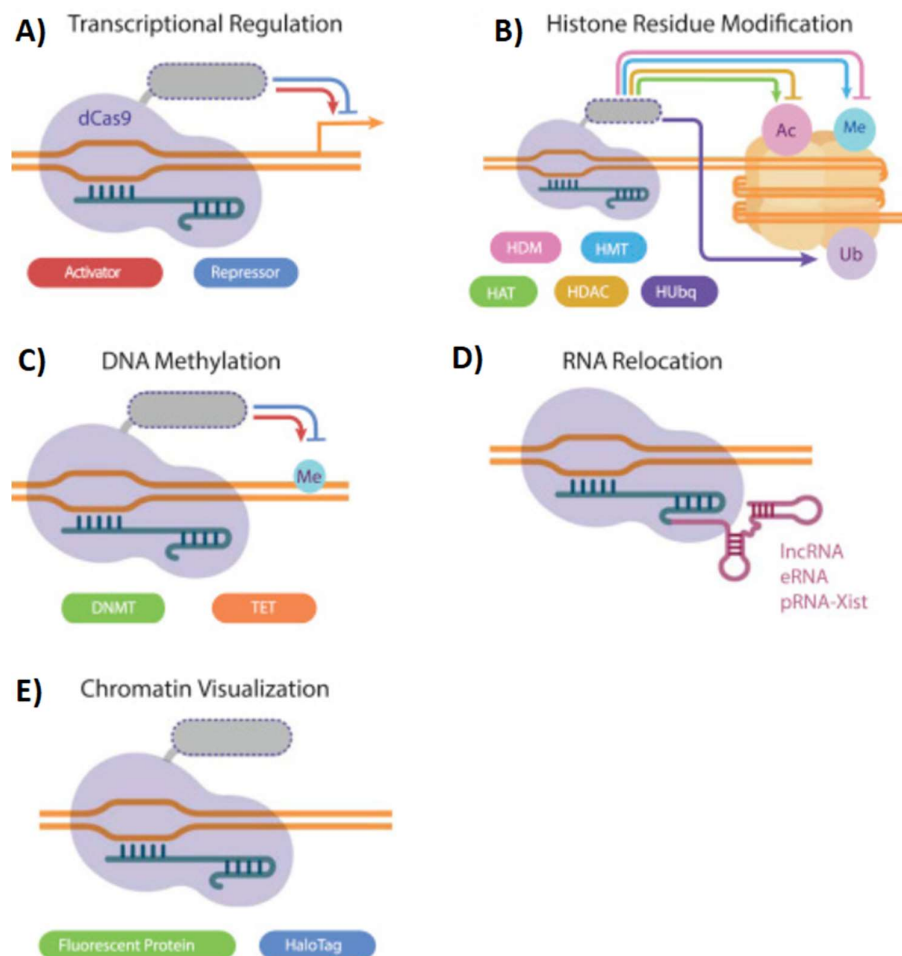 A) Transcriptional Regulation
dCas9
Activator Repressor
B) Histone Residue Modification
Ac Me
Ub
HDM HMT
HAT HDAC HUbq
C) DNA Methylation
Me
DNMT TET
D) RNA Relocation
lncRNA
eRNA
pRNA-Xist
E) Chromatin Visualization
Fluorescent Protein HaloTag